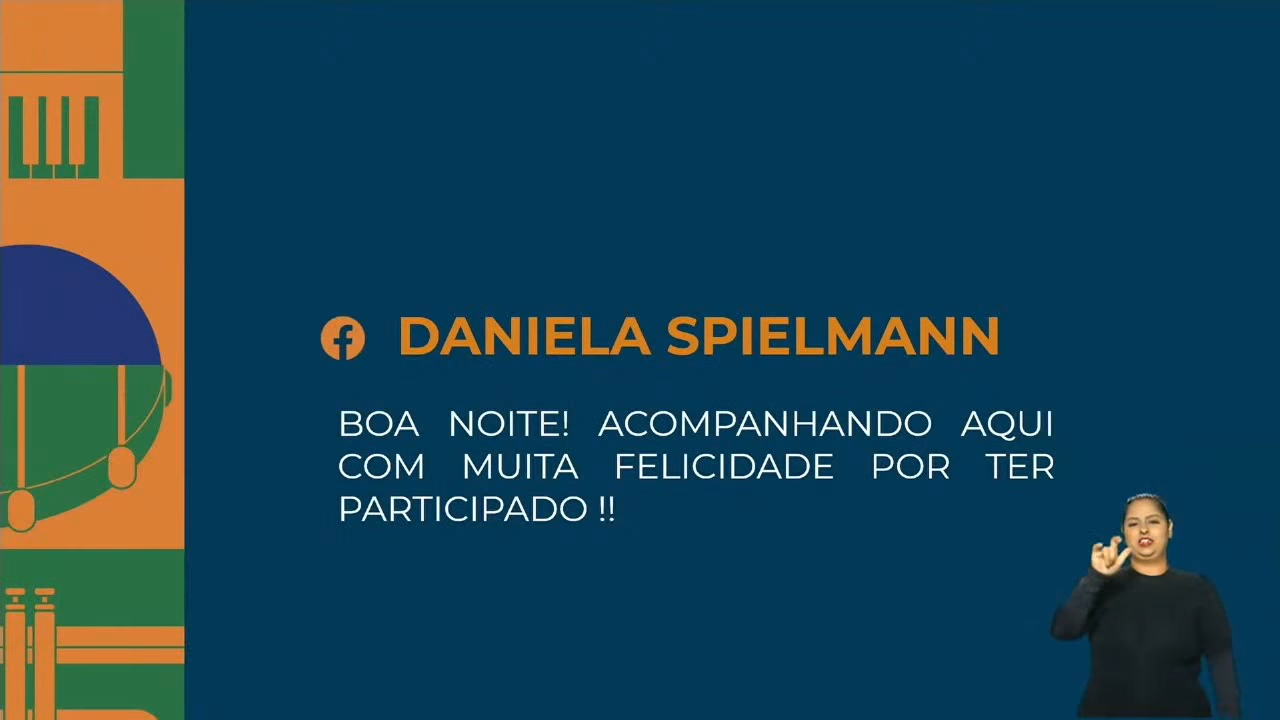 DANIELA SPIELMANN
BOA NOITE! ACOMPANHANDO AQUI
COM MUITA FELICIDADE POR TER
PARTICIPADO !!